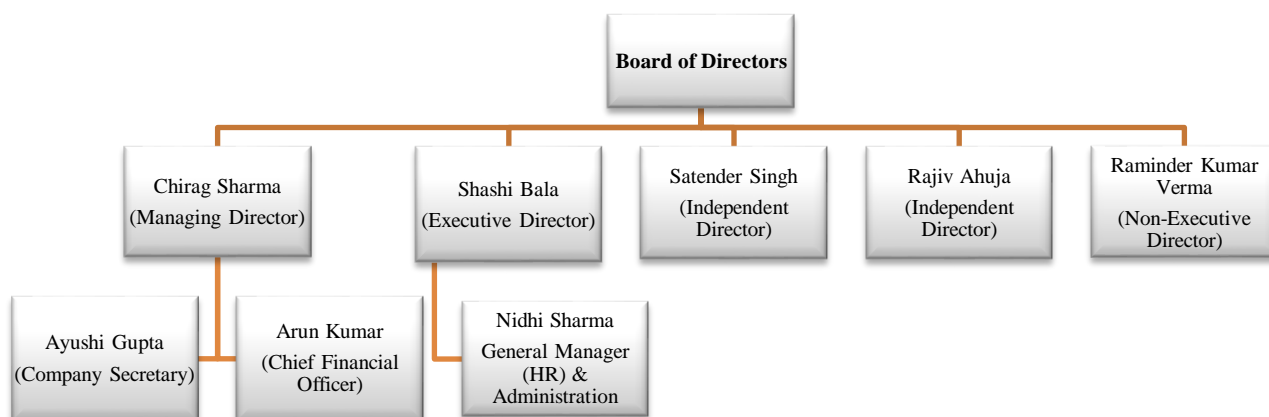 Board of Directors
Chirag Sharma
(Managing Director)
Shashi Bala
(Executive Director)
Satender Singh
(Independent
Director)
Rajiv Ahuja
(Independent
Director)
Raminder Kumar
Verma
(Non-Executive
Director)
Ayushi Gupta
(Company Secretary)
Arun Kumar
(Chief Financial
Officer)
Nidhi Sharma
General Manager
(HR) &
Administration